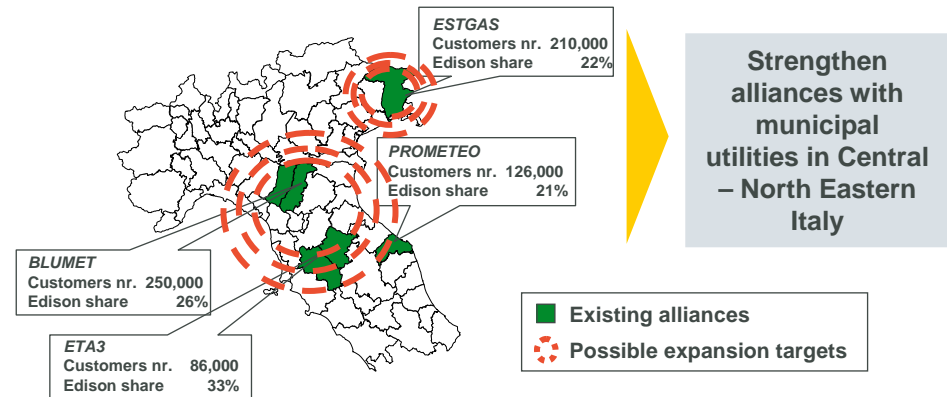 ESTGAS
Customers nr. 210,000
Edison share 22%
PROMETEO
Customers nr. 126,000
Edison share 21%
BLUMET
Customers nr. 250,000
Edison share 26%
ETA3
Customers nr. 86,000
Edison share 33%
Strengthen
alliances with
municipal
utilities in Central
– North Eastern
Italy
Existing alliances
Possible expansion targets